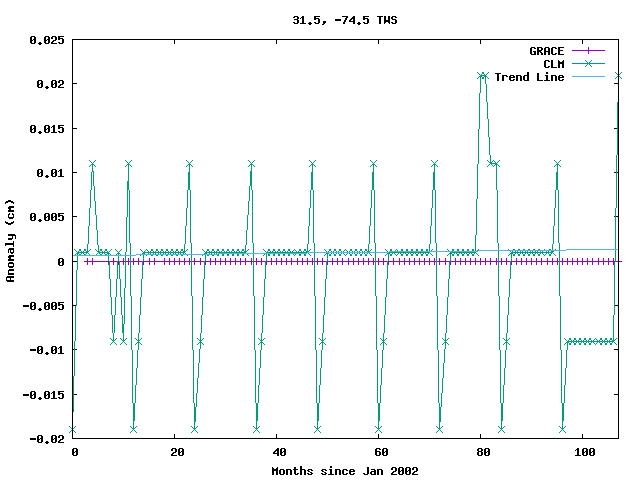 31.5, -74.5 TWS
GRACE
CLM
Trend Line
0.025
0.02
0.015
0.01
0.005
0
-0.005
-0.01
-0.015
-0.02
Anomaly (cm)
0 20 40 60 80 100
Months since Jan 2002